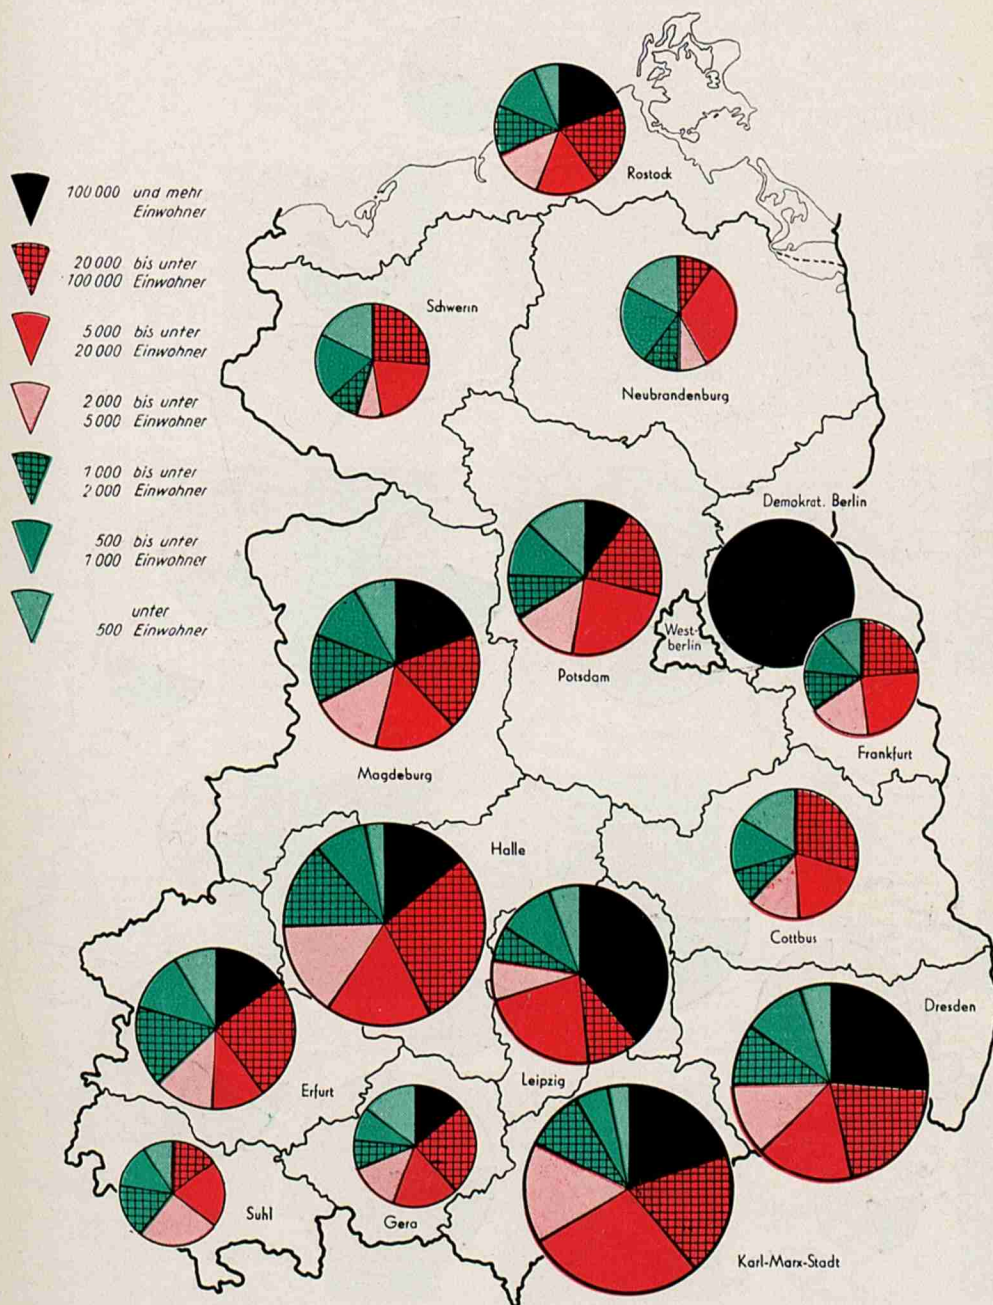 100 000 und mehr
Einwohner
20 000 bis unter
100 000 Einwohner
5 000 bis unter
20 000 Einwohner
2 000 bis unter
5 000 Einwohner
1 000 bis unter
2 000 Einwohner
500 bis unter
1 000 Einwohner
unter
500 Einwohner
Rostock
Schwerin
Neubrandenburg
Demokrat. Berlin
West-
berlin
Potsdam
Frankfurt
Magdeburg
Halle
Cottbus
Dresden
Leipzig
Erfurt
Suhl
Gera
Karl-Marx-Stadt